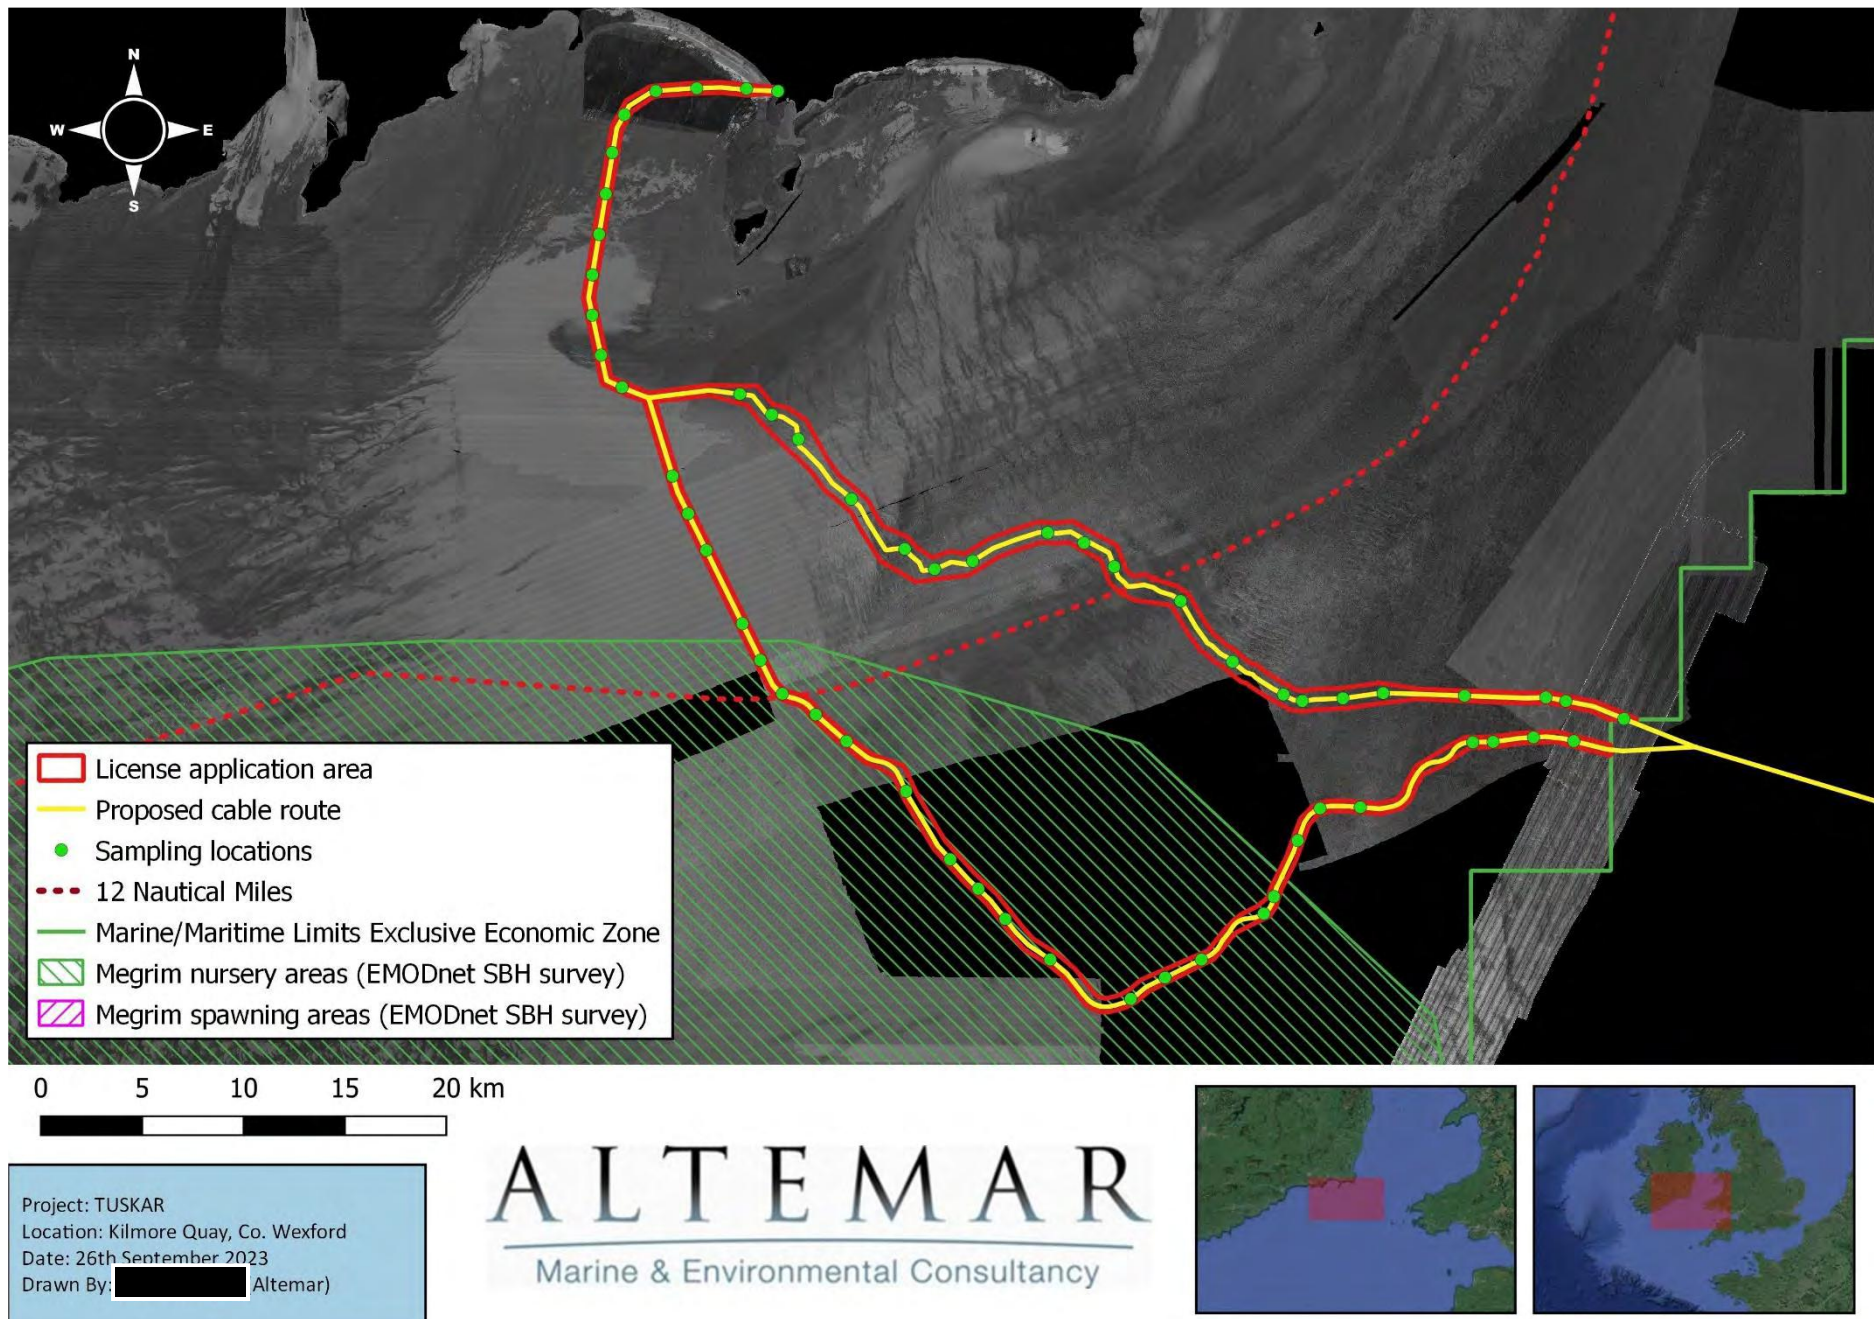 N
W E
S
License application area
Proposed cable route
Sampling locations
12 Nautical Miles
Marine/Maritime Limits Exclusive Economic Zone
Megrim nursery areas (EMODnet SBH survey)
Megrim spawning areas (EMODnet SBH survey)
0 5 10 15 20 km
Project: TUSKAR
Location: Kilmore Quay, Co. Wexford
Date: 26th September 2023
Drawn By: Altemar)
ALTEMAR
Marine & Environmental Consultancy